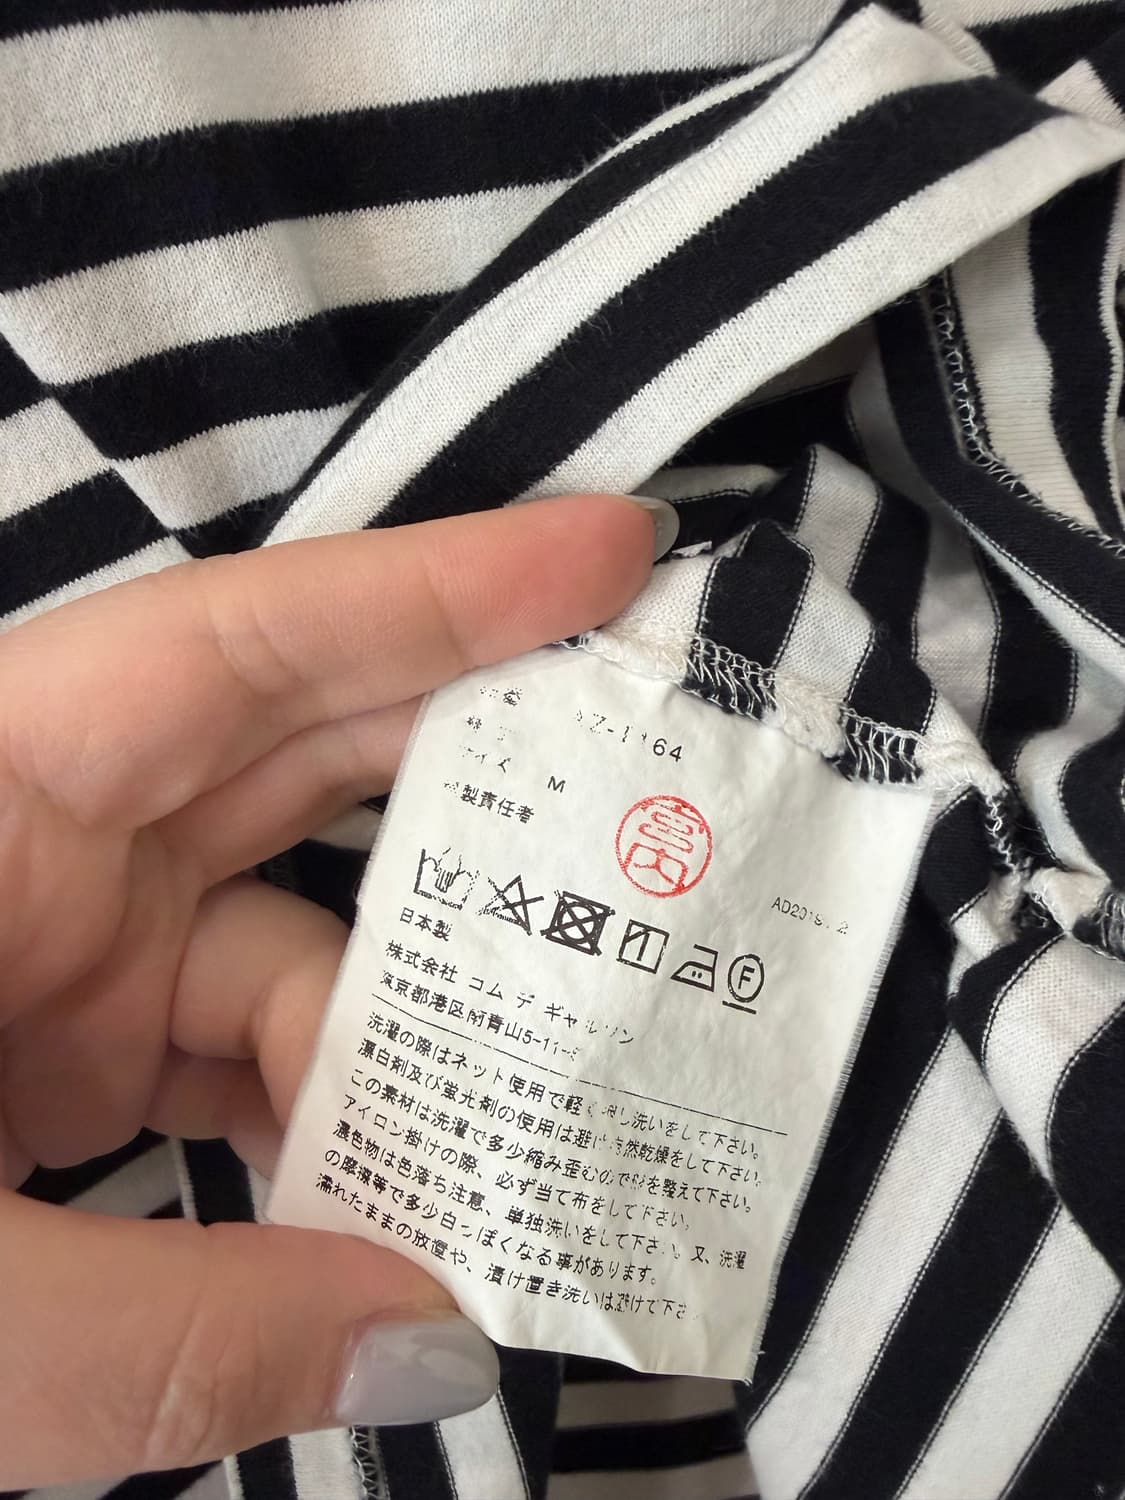 64
M
製責任者
宮内
日本製
株式会社 コム デ ギャルソン
東京都港区南青山5-11-
洗濯の際はネット使用で軽く押し洗いをして下さい。
漂白剤及び蛍光剤の使用は避け自然乾燥をして下さい。
この素材は洗濯で多少縮み歪むので形を整えて下さい。
アイロン掛けの際、必ず当て布をして下さい。
濃色物は色落ち注意、単独洗いをして下さい。又、洗濯
の摩擦等で多少白っぽくなる事があります。
濡れたままの放置や、漬け置き洗いは避けて下さ
F